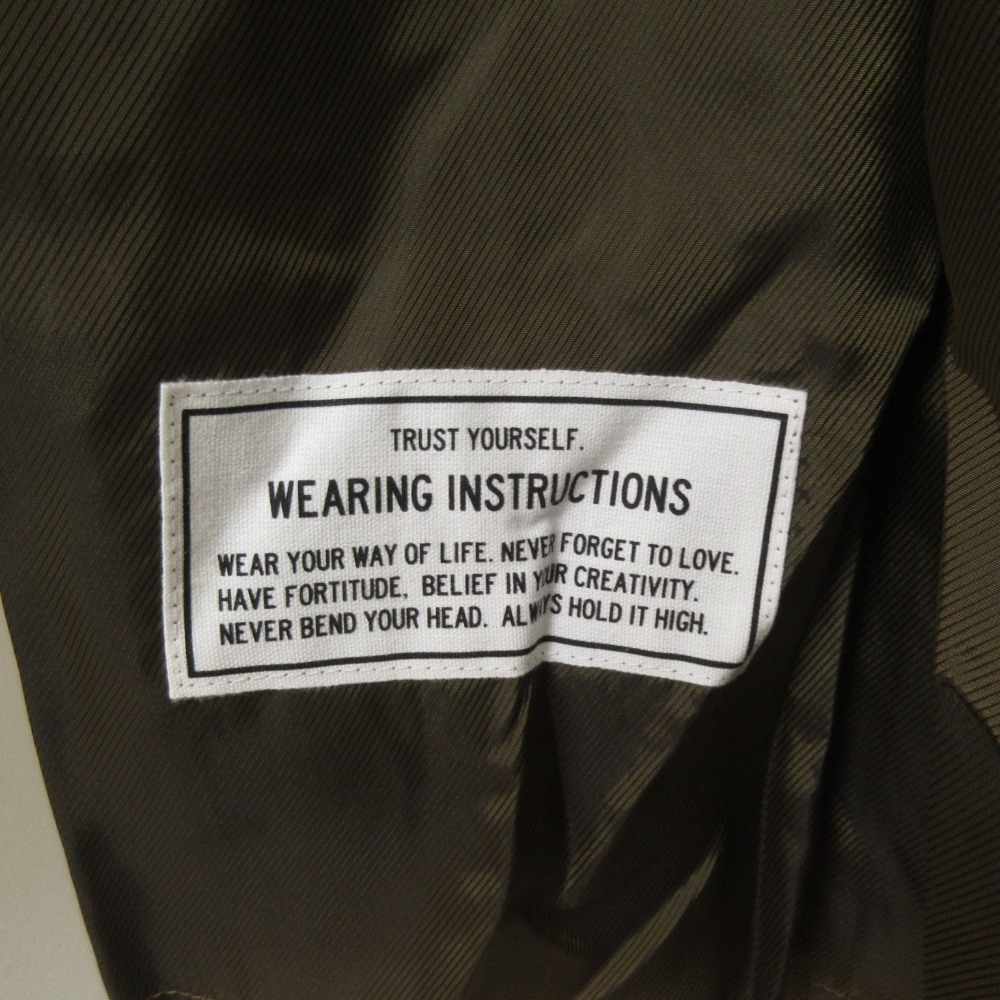 TRUST YOURSELF.
WEARING INSTRUCTIONS
WEAR YOUR WAY OF LIFE. NEVER FORGET TO LOVE.
HAVE FORTITUDE, BELIEF IN YOUR CREATIVITY.
NEVER BEND YOUR HEAD. ALWAYS HOLD IT HIGH.